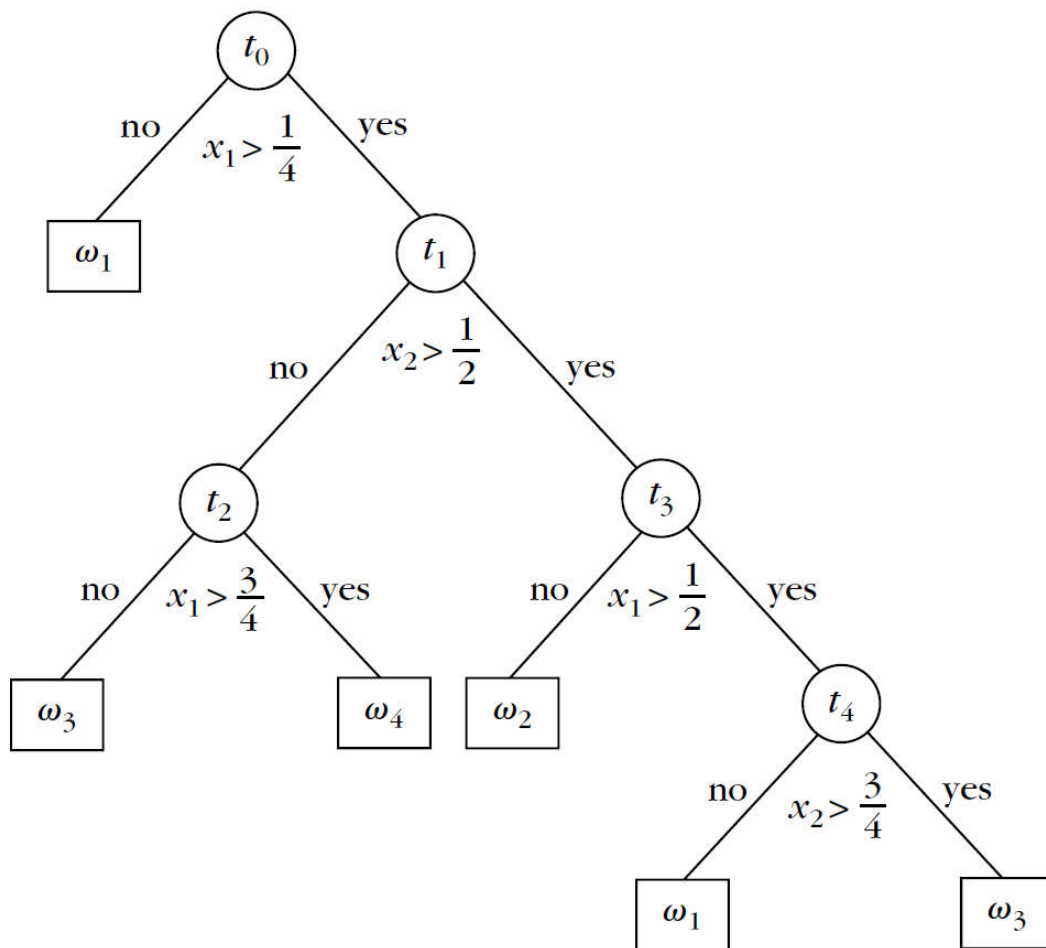 t₀
no
x₁ > 1/4
yes
ω₁
t₁
no
x₂ > 1/2
yes
t₂
t₃
no
x₁ > 3/4
yes
no
x₁ > 1/2
yes
ω₃
ω₄
ω₂
t₄
no
x₂ > 3/4
yes
ω₁
ω₃